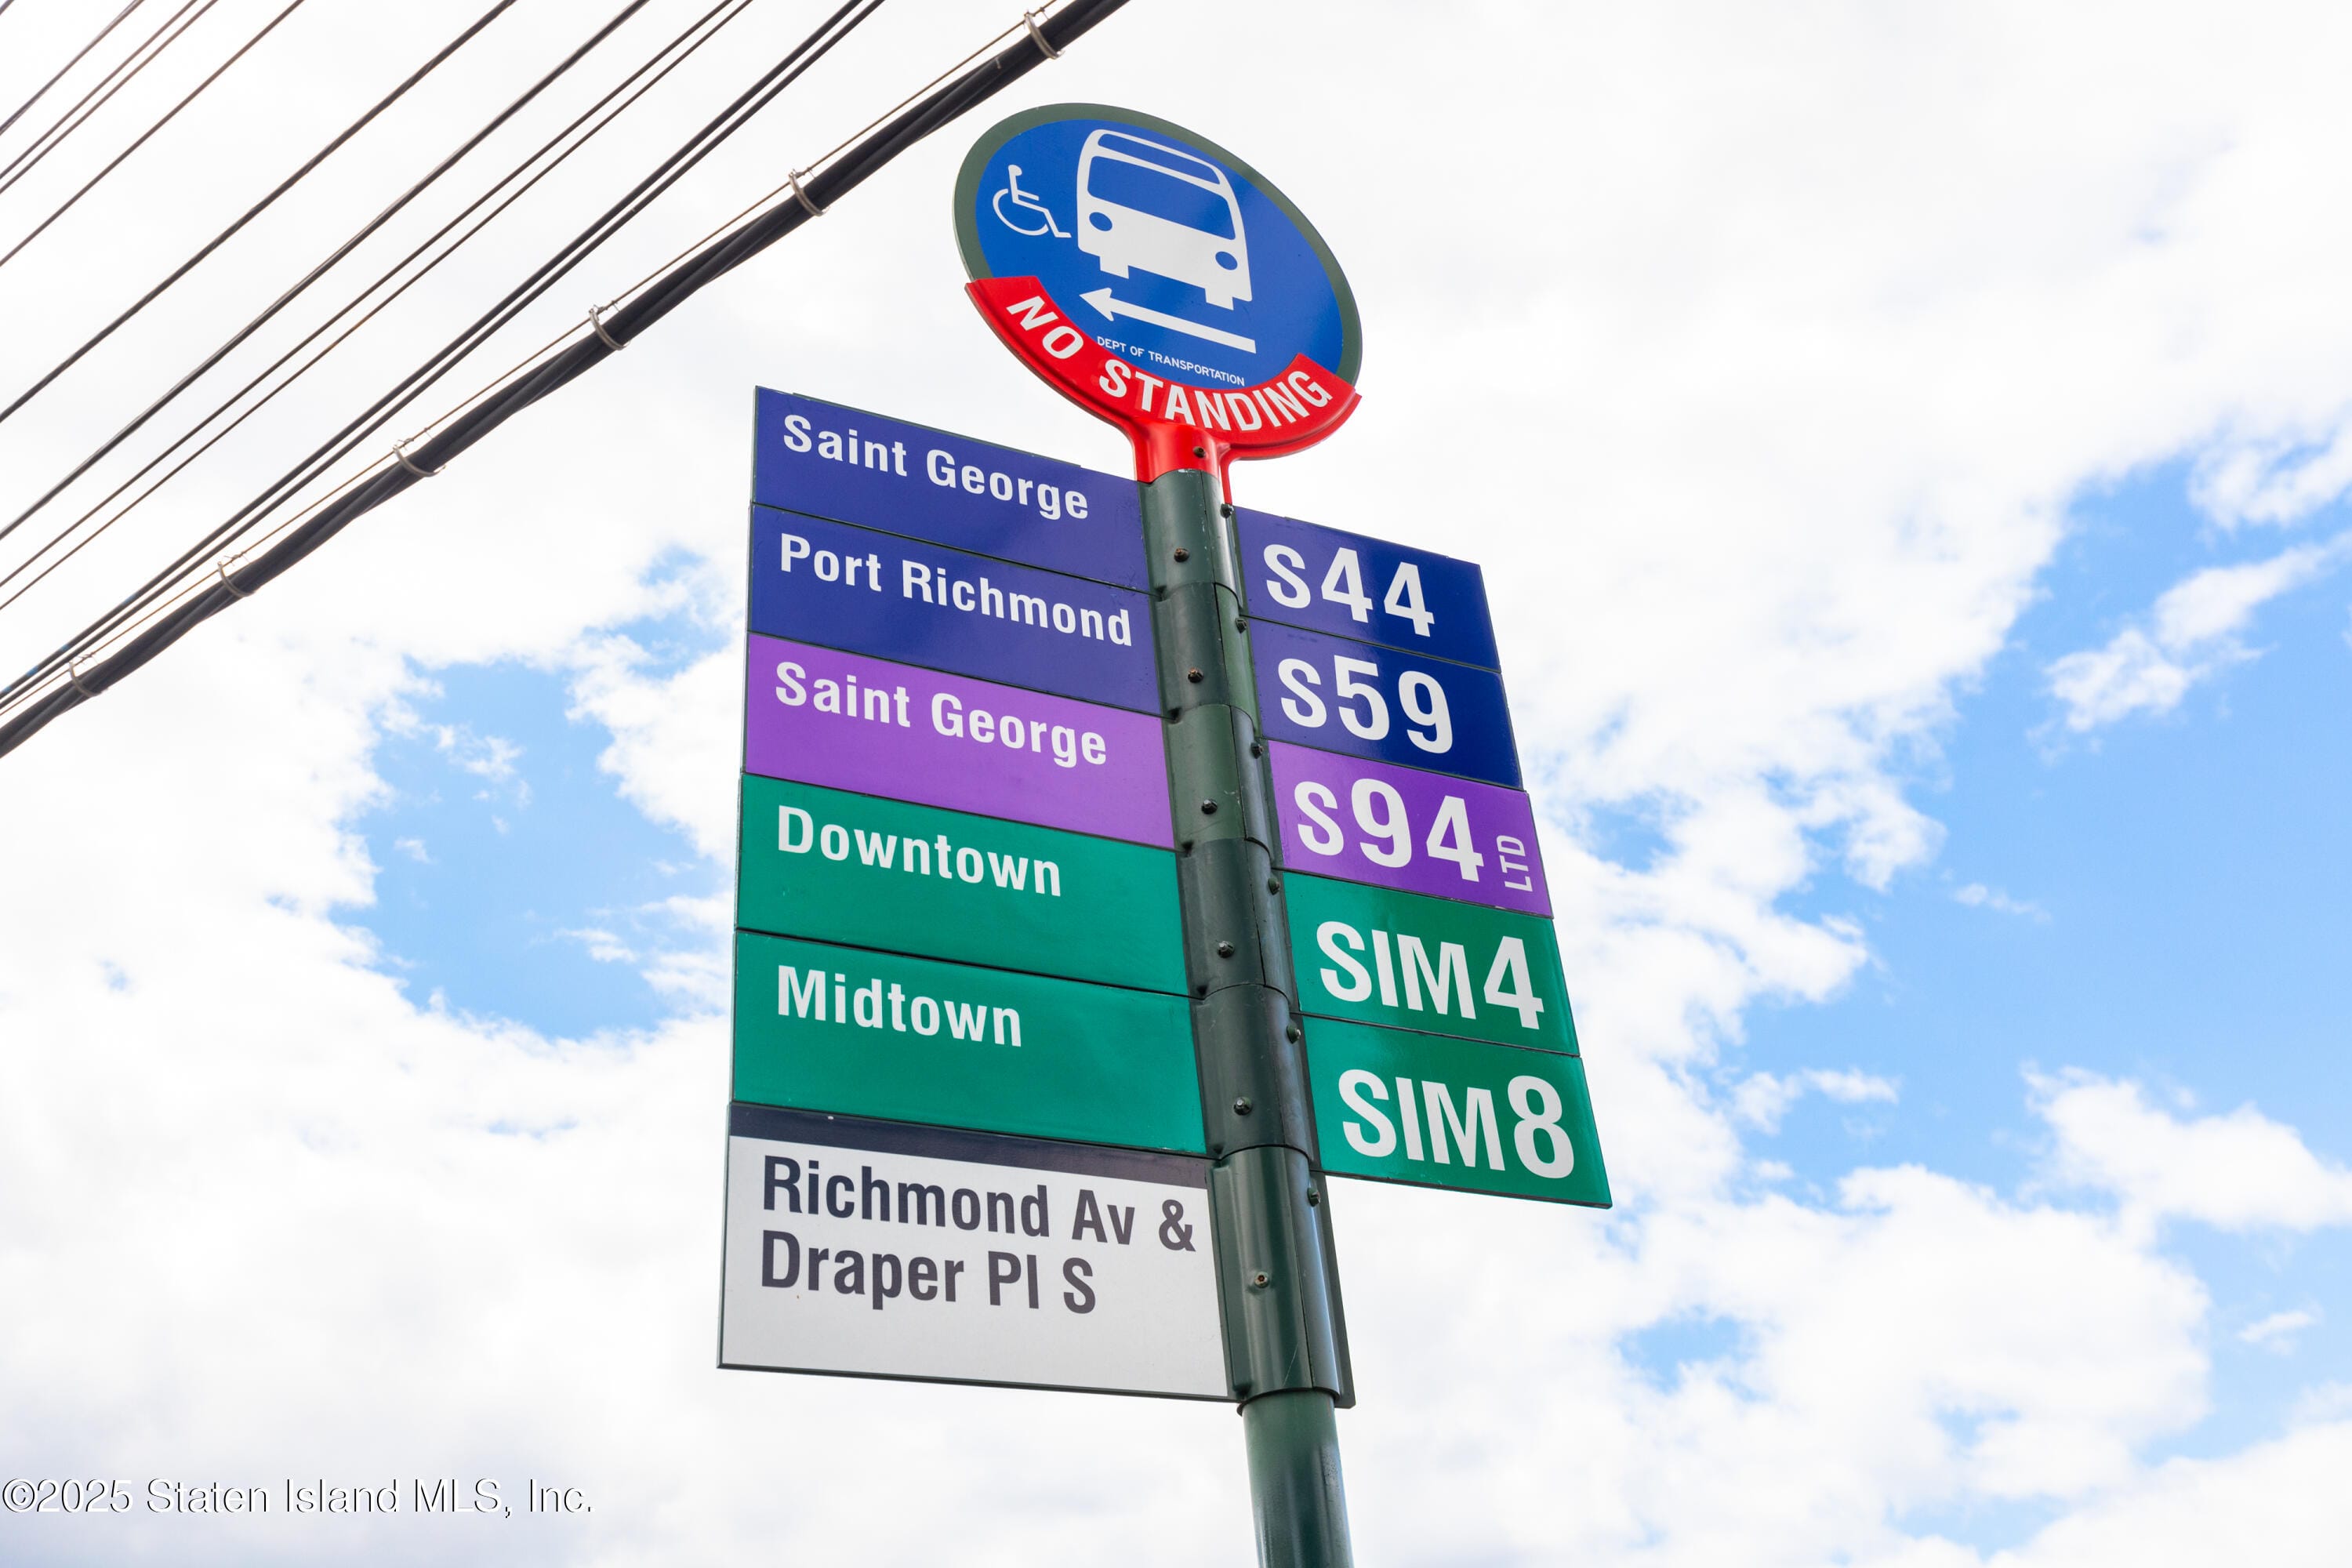 DEPT OF TRANSPORTATION
NO STANDING
Saint George S44
Port Richmond S59
Saint George S94 LTD
Downtown SIM4
Midtown SIM8
Richmond Av &
Draper Pl S
©2025 Staten Island MLS, Inc.